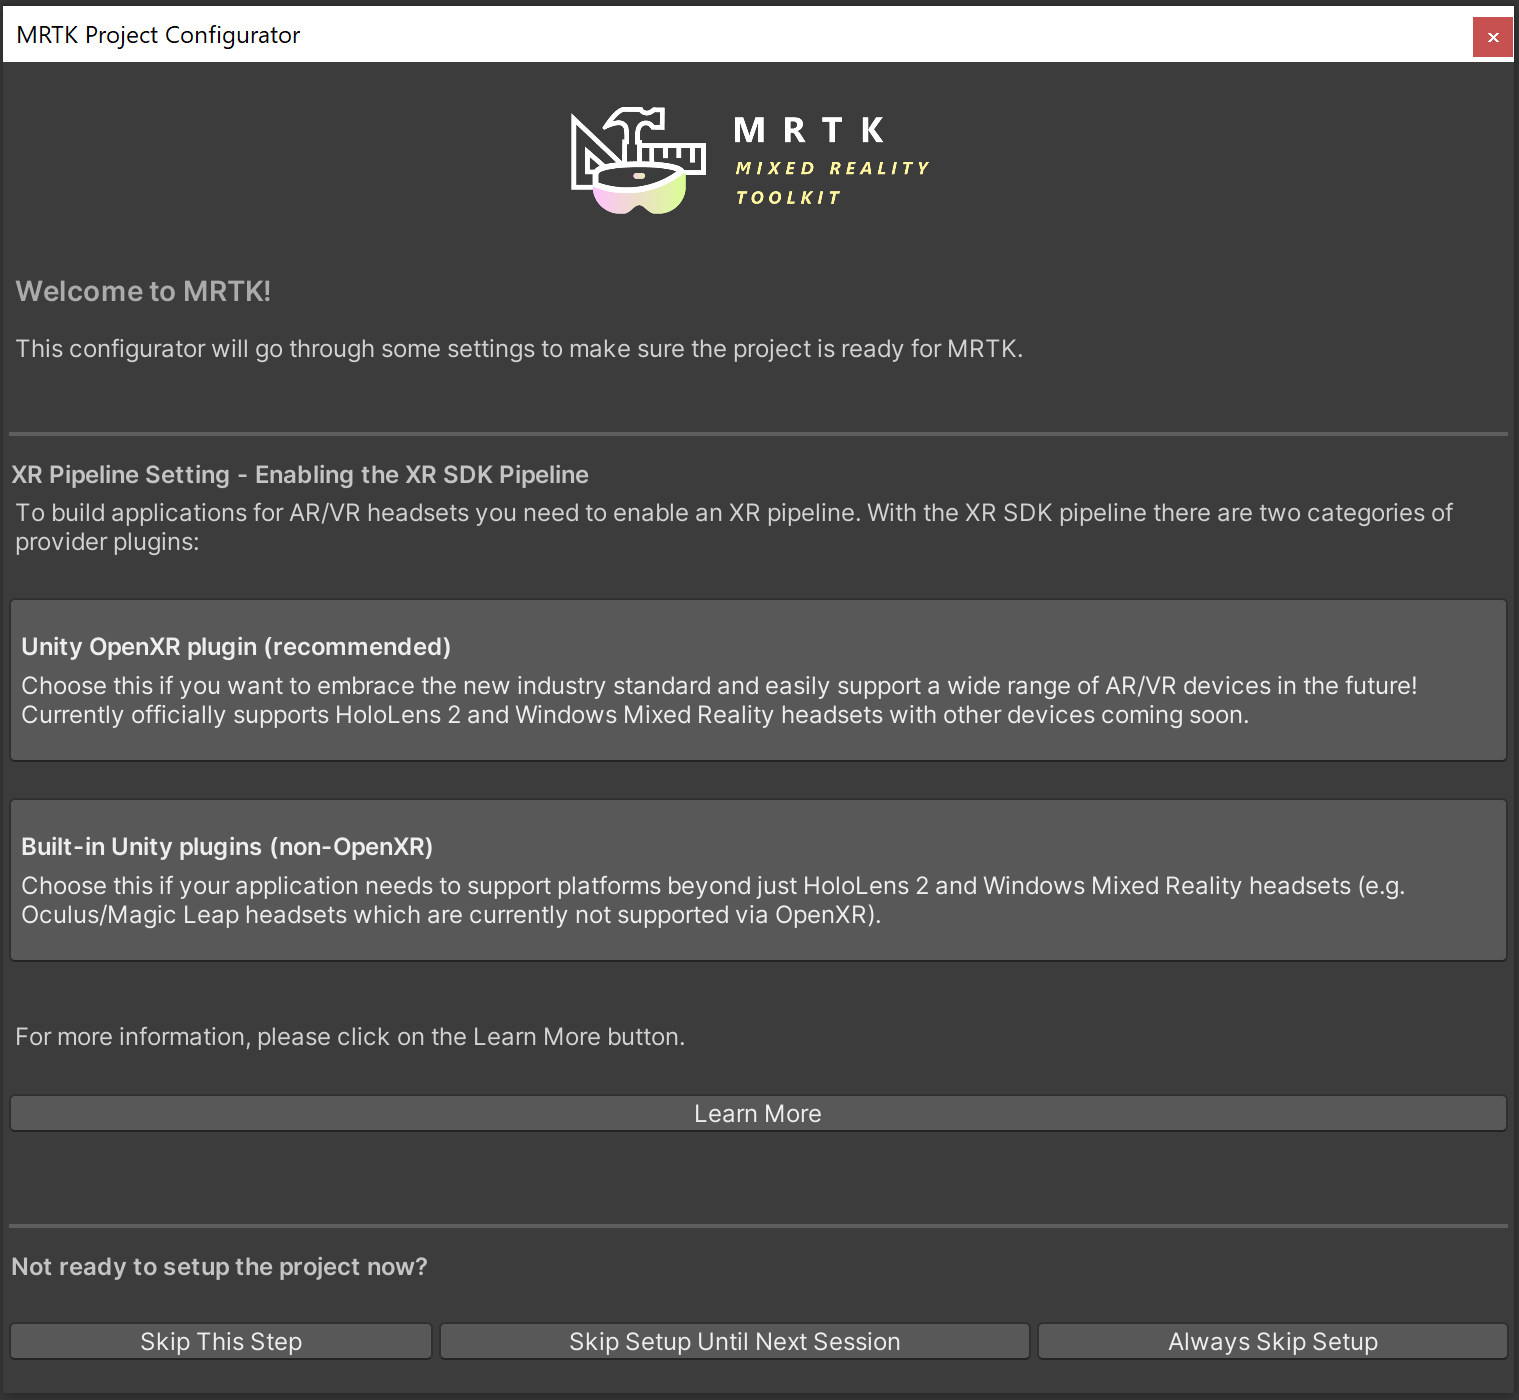 MRTK Project Configurator
MRTK
MIXED REALITY
TOOLKIT
Welcome to MRTK!
This configurator will go through some settings to make sure the project is ready for MRTK.
XR Pipeline Setting - Enabling the XR SDK Pipeline
To build applications for AR/VR headsets you need to enable an XR pipeline. With the XR SDK pipeline there are two categories of
provider plugins:
Unity OpenXR plugin (recommended)
Choose this if you want to embrace the new industry standard and easily support a wide range of AR/VR devices in the future!
Currently officially supports HoloLens 2 and Windows Mixed Reality headsets with other devices coming soon.
Built-in Unity plugins (non-OpenXR)
Choose this if your application needs to support platforms beyond just HoloLens 2 and Windows Mixed Reality headsets (e.g.
Oculus/Magic Leap headsets which are currently not supported via OpenXR).
For more information, please click on the Learn More button.
Learn More
Not ready to setup the project now?
Skip This Step
Skip Setup Until Next Session
Always Skip Setup